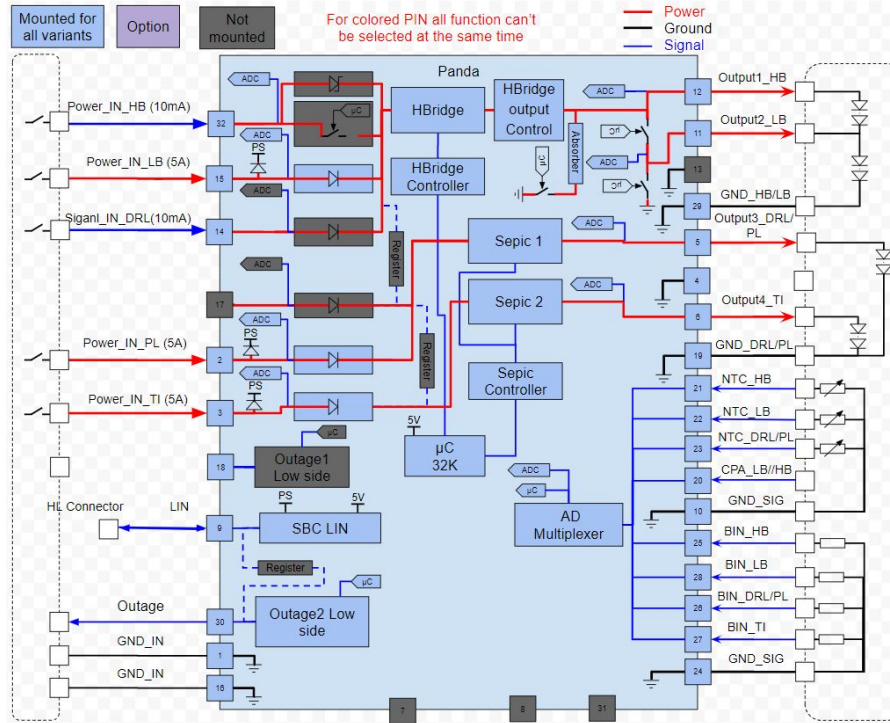 Mounted for
all variants
Option
Not
mounted
For colored PIN all function can't
be selected at the same time
Power
Ground
Signal
Panda
ADC
ADC
µC
HBridge
HBridge
output
Control
ADC
12
Output1_HB
Power_IN_HB (10mA)
32
ADC
PS
µC
Absorber
µC
11
Output2_LB
Power_IN_LB (5A)
15
HBridge
Controller
ADC
13
ADC
µC
29
GND_HB/LB
Siganl_IN_DRL(10mA)
14
Register
Sepic 1
ADC
5
Output3_DRL/
PL
ADC
17
4
Sepic 2
ADC
6
Output4_TI
ADC
Power_IN_PL (5A)
PS
2
Register
19
GND_DRL/PL
ADC
PS
Power_IN_TI (5A)
3
Sepic Controller
21
NTC_HB
22
NTC_LB
5V
µC
32K
23
NTC_DRL/PL
µC
18
Outage1
Low side
ADC
20
CPA_LB//HB
µC
HL Connector
LIN
9
PS
5V
SBC LIN
AD
Multiplexer
10
GND_SIG
25
BIN_HB
Register
28
BIN_LB
µC
Outage
30
Outage2 Low
side
26
BIN_DRL/PL
GND_IN
1
27
BIN_TI
GND_IN
16
24
GND_SIG
7
8
31